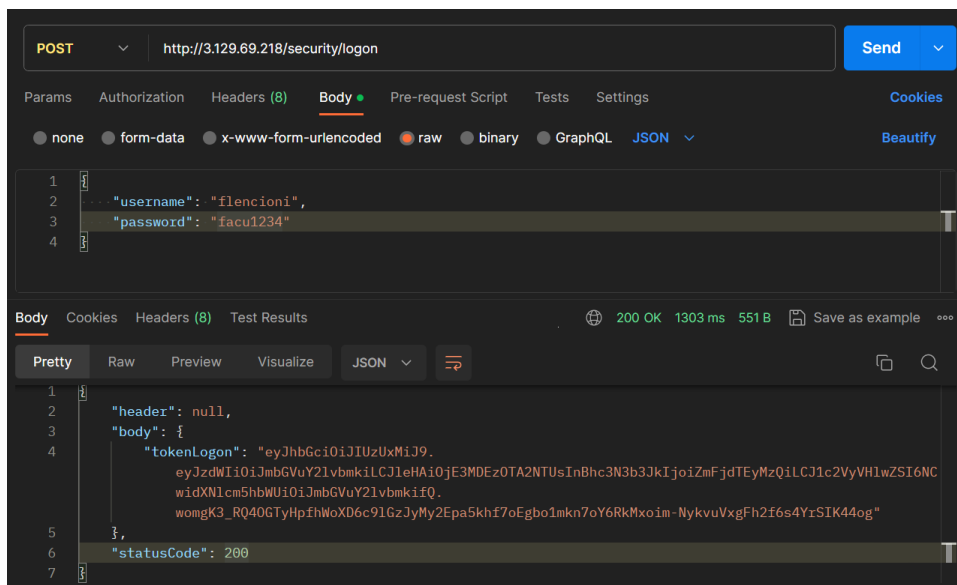 POST http://3.129.69.218/security/logon Send
Params Authorization Headers (8) Body Pre-request Script Tests Settings Cookies
none form-data x-www-form-urlencoded raw binary GraphQL JSON Beautify
1 {
2 "username": "flencioni",
3 "password": "facu1234"
4 }
Body Cookies Headers (8) Test Results 200 OK 1303 ms 551 B Save as example
Pretty Raw Preview Visualize JSON
1 {
2 "header": null,
3 "body": {
4 "tokenLogon": "eyJhbGciOiJIUzUxMiJ9.
eyJzdWIiOiJmbGVuY2lvbmkiLCJleHAiOjE3MDEzOTA2NTUsInBhc3N3b3JkIjoiZmFjdTEyMzQiLCJ1c2VyVHlwZSI6NC
widXNlcm5hbWUiOiJmbGVuY2lvbmkifQ.
womgK3_RQ4OGTyHpfhWoXD6c9lGzJyMy2Epa5khf7oEgbo1mkn7oY6RkMxoim-NykvuVxgFh2f6s4YrSIK44og"
5 },
6 "statusCode": 200
7 }